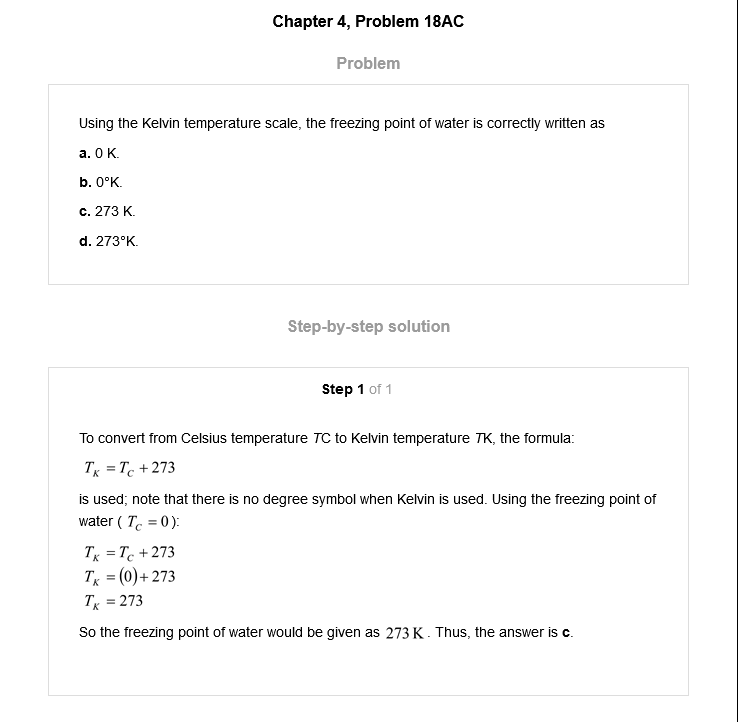 Chapter 4, Problem 18AC
Problem
Using the Kelvin temperature scale, the freezing point of water is correctly written as
a. 0 K.
b. 0°K.
c. 273 K.
d. 273°K.
Step-by-step solution
Step 1 of 1
To convert from Celsius temperature TC to Kelvin temperature TK, the formula:
T_K = T_C + 273
is used; note that there is no degree symbol when Kelvin is used. Using the freezing point of
water ( T_C = 0 ):
T_K = T_C + 273
T_K = (0) + 273
T_K = 273
So the freezing point of water would be given as 273 K . Thus, the answer is c.